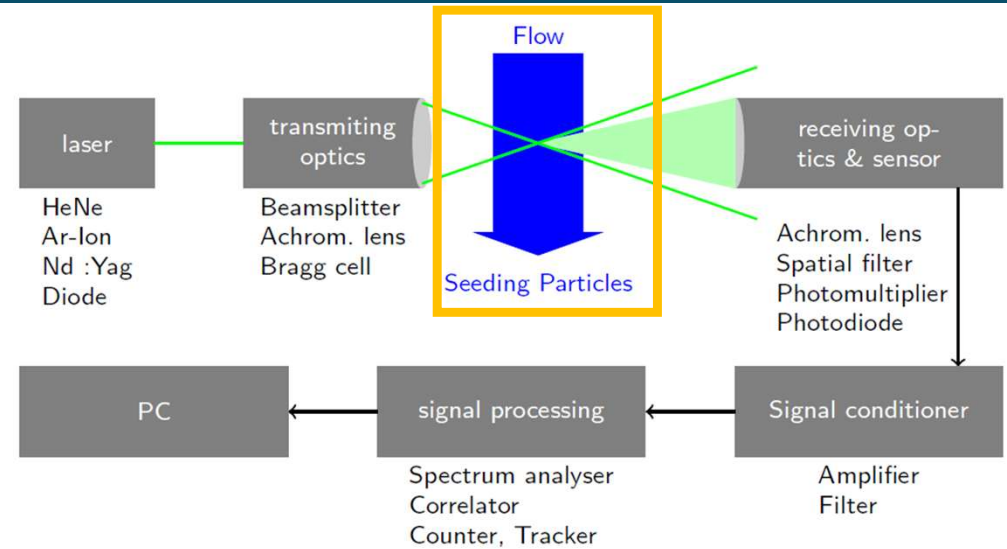 Flow
laser
transmiting
optics
receiving op-
tics & sensor
HeNe
Ar-Ion
Nd :Yag
Diode
Beamsplitter
Achrom. lens
Bragg cell
Seeding Particles
Achrom. lens
Spatial filter
Photomultiplier
Photodiode
PC
signal processing
Signal conditioner
Spectrum analyser
Correlator
Counter, Tracker
Amplifier
Filter